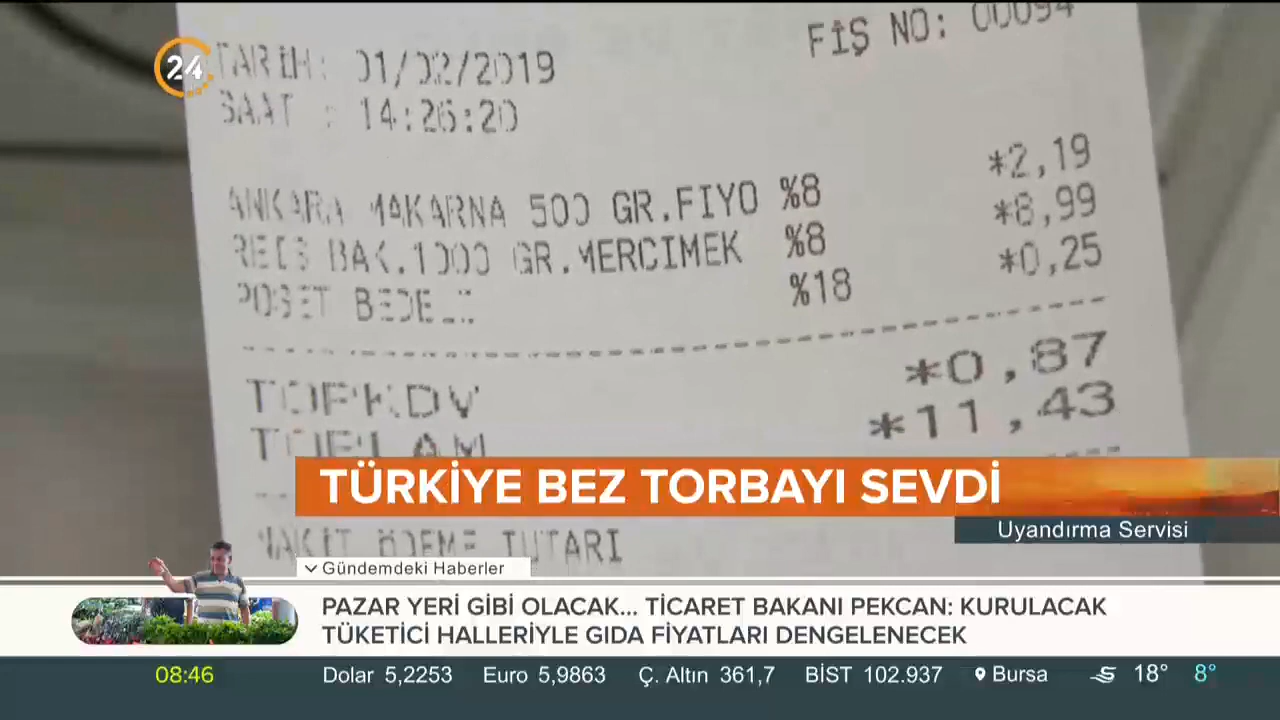 24
TARİH: 01/02/2019
FİŞ NO: 00094
SAAT : 14:26:20
ANKARA MAKARNA 500 GR.FIYO %8 *2,19
REIS BAK.1000 GR.MERCIMEK %8 *8,99
POSET BEDELI %18 *0,25
TOPKDV *0,87
TOPLAM *11,43
TÜRKİYE BEZ TORBAYI SEVDİ
Uyandırma Servisi
NAKİT ÖDEME TUTARI
Gündemdeki Haberler
PAZAR YERİ GİBİ OLACAK... TİCARET BAKANI PEKCAN: KURULACAK
TÜKETİCİ HALLERİYLE GIDA FİYATLARI DENGELENECEK
08:46 Dolar 5,2253 Euro 5,9863 Ç. Altın 361,7 BİST 102.937 Bursa 18° 8°